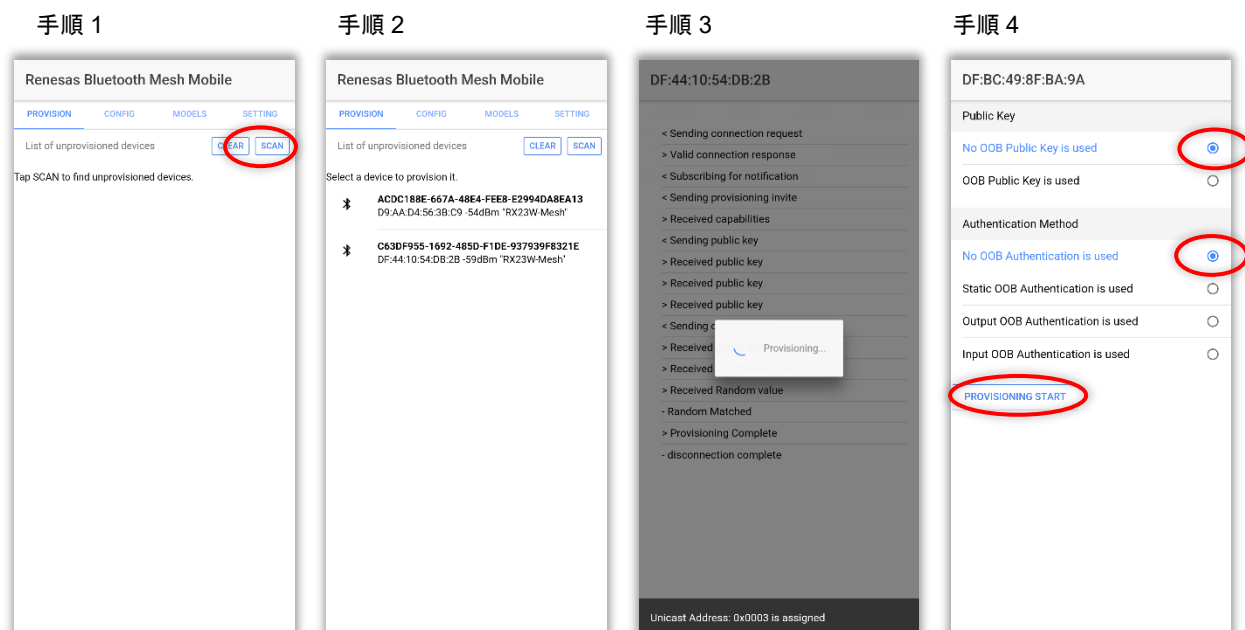 手順 1
Renesas Bluetooth Mesh Mobile
PROVISION CONFIG MODELS SETTING
List of unprovisioned devices CLEAR SCAN
Tap SCAN to find unprovisioned devices.
手順 2
Renesas Bluetooth Mesh Mobile
PROVISION CONFIG MODELS SETTING
List of unprovisioned devices CLEAR SCAN
Select a device to provision it.
ACDC188E-667A-48E4-FEE8-E2994DA8EA13
D9:AA:D4:56:3B:C9 -54dBm "RX23W-Mesh"
C63DF955-1692-485D-F1DE-937939F8321E
DF:44:10:54:DB:2B -59dBm "RX23W-Mesh"
手順 3
DF:44:10:54:DB:2B
< Sending connection request
> Valid connection response
< Subscribing for notification
< Sending provisioning invite
> Received capabilities
< Sending public key
> Received public key
> Received public key
> Received public key
< Sending
> Received
Provisioning...
> Received
> Received Random value
- Random Matched
> Provisioning Complete
- disconnection complete
Unicast Address: 0x0003 is assigned
手順 4
DF:BC:49:8F:BA:9A
Public Key
No OOB Public Key is used
OOB Public Key is used
Authentication Method
No OOB Authentication is used
Static OOB Authentication is used
Output OOB Authentication is used
Input OOB Authentication is used
PROVISIONING START